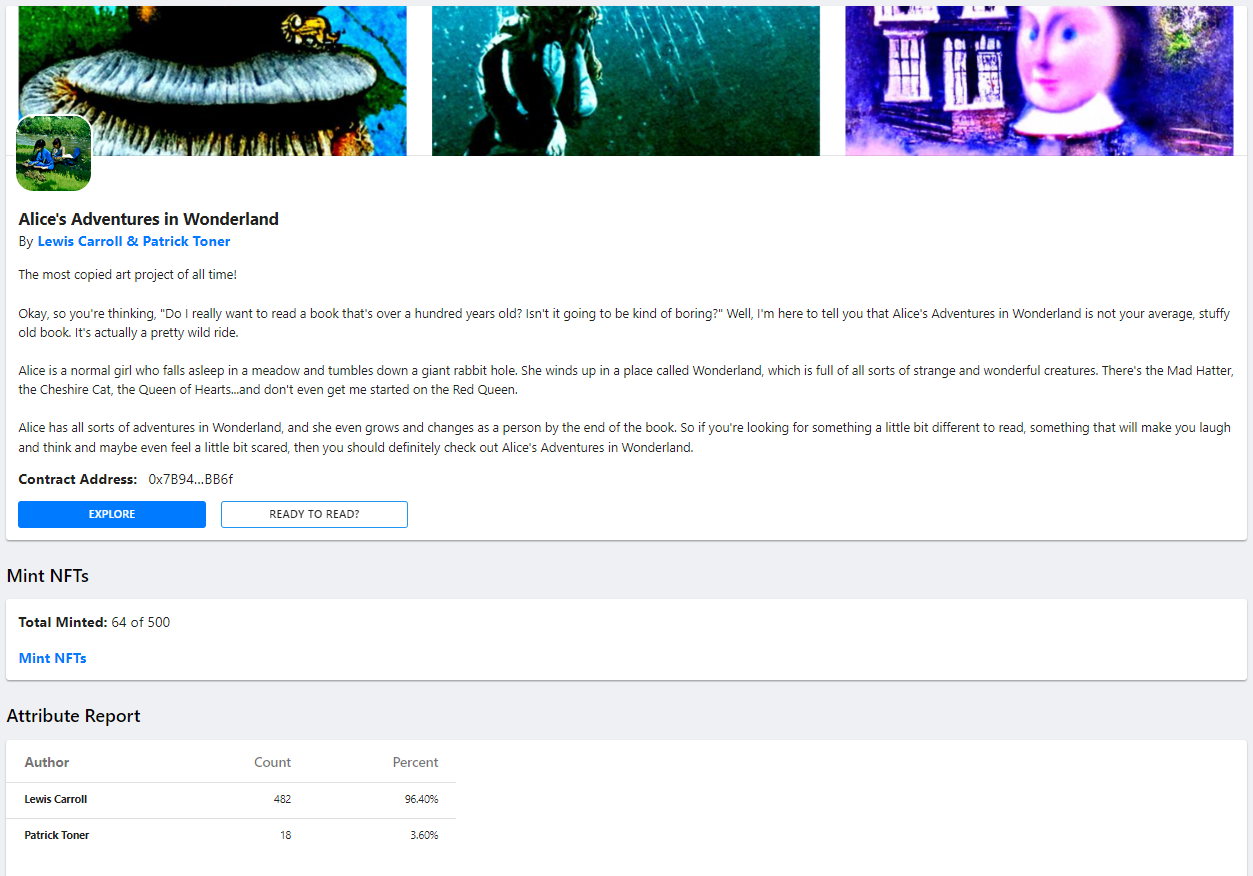 Alice's Adventures in Wonderland
By Lewis Carroll & Patrick Toner
The most copied art project of all time!
Okay, so you're thinking, "Do I really want to read a book that's over a hundred years old? Isn't it going to be kind of boring?" Well, I'm here to tell you that Alice's Adventures in Wonderland is not your average, stuffy
old book. It's actually a pretty wild ride.
Alice is a normal girl who falls asleep in a meadow and tumbles down a giant rabbit hole. She winds up in a place called Wonderland, which is full of all sorts of strange and wonderful creatures. There's the Mad Hatter,
the Cheshire Cat, the Queen of Hearts...and don't even get me started on the Red Queen.
Alice has all sorts of adventures in Wonderland, and she even grows and changes as a person by the end of the book. So if you're looking for something a little bit different to read, something that will make you laugh
and think and maybe even feel a little bit scared, then you should definitely check out Alice's Adventures in Wonderland.
Contract Address: 0x7B94...BB6f
EXPLORE READY TO READ?
Mint NFTs
Total Minted: 64 of 500
Mint NFTs
Attribute Report
Author Count Percent
Lewis Carroll 482 96.40%
Patrick Toner 18 3.60%